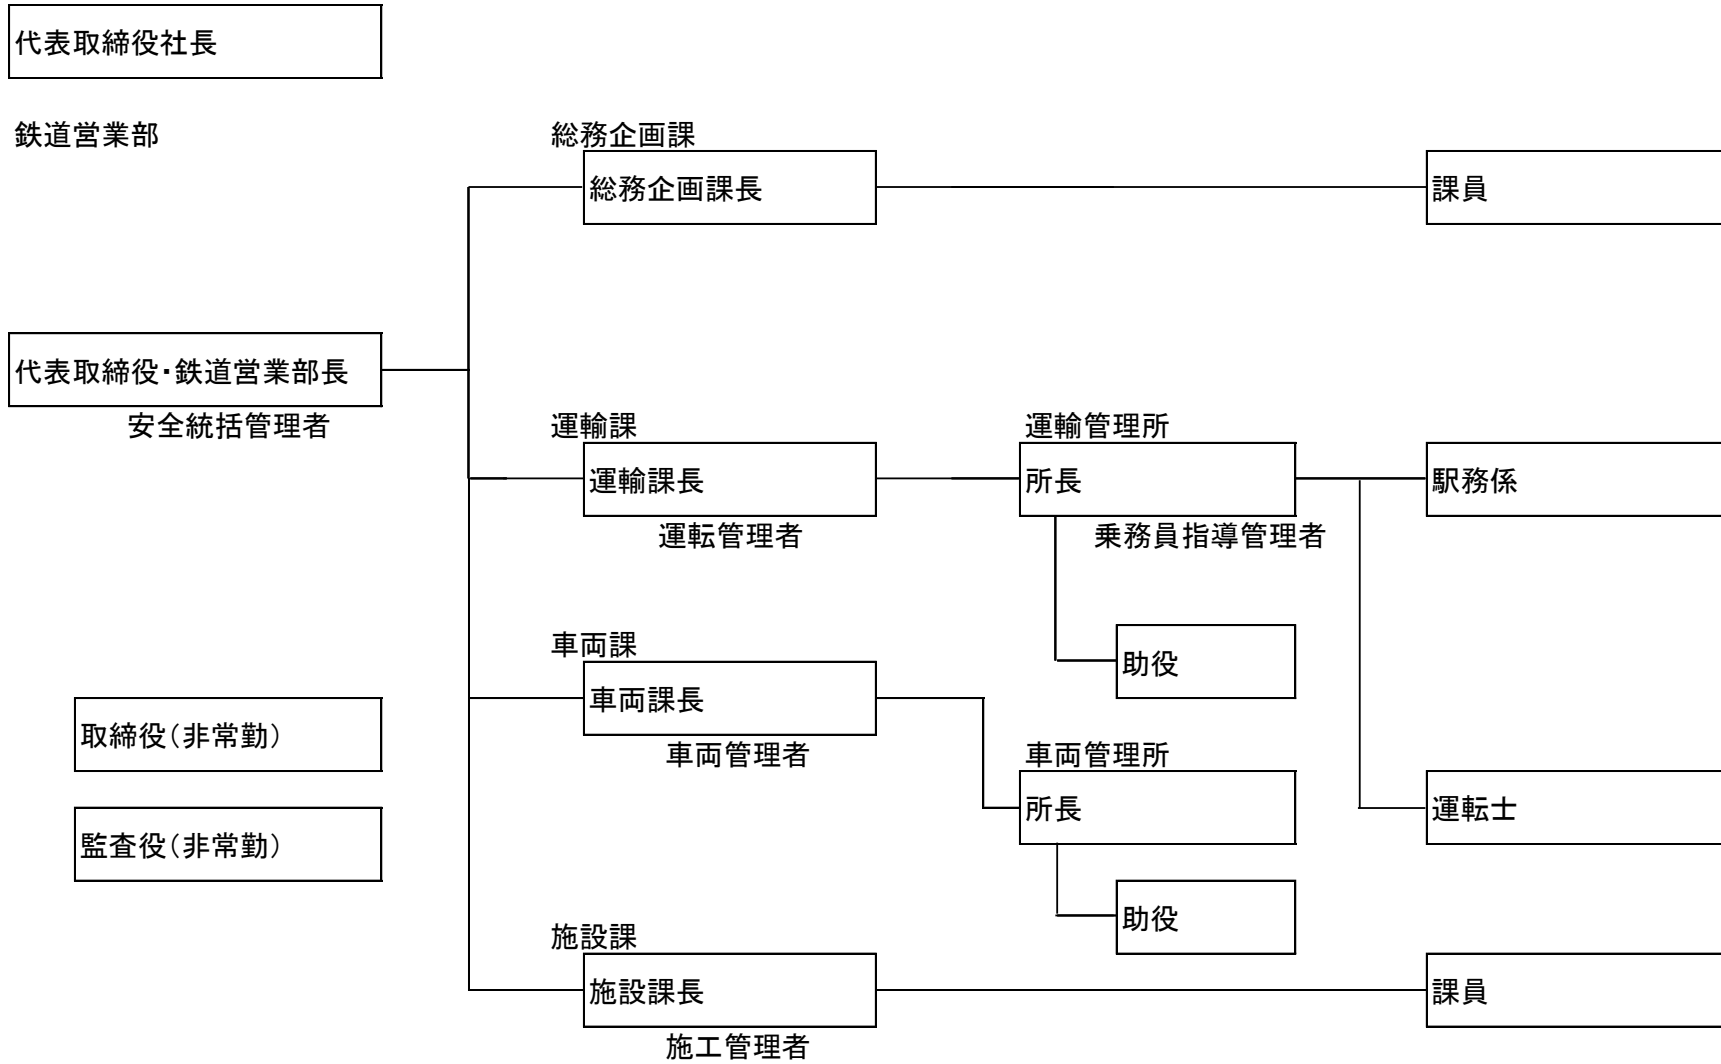 代表取締役社長
鉄道営業部
総務企画課
総務企画課長
課員
代表取締役・鉄道営業部長
安全統括管理者
運輸課
運輸課長
運転管理者
運輸管理所
所長
乗務員指導管理者
駅務係
助役
車両課
車両課長
車両管理者
取締役（非常勤）
車両管理所
所長
運転士
監査役（非常勤）
助役
施設課
施設課長
施工管理者
課員